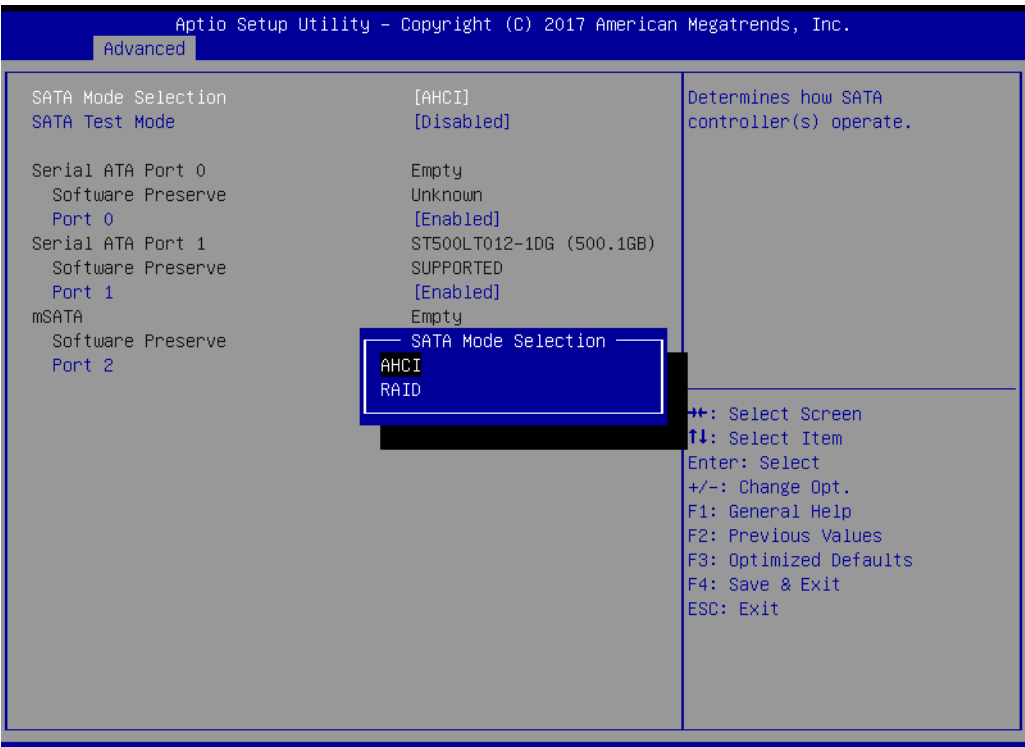 Aptio Setup Utility – Copyright (C) 2017 American Megatrends, Inc.
Advanced
SATA Mode Selection [AHCI]
SATA Test Mode [Disabled]
Serial ATA Port 0 Empty
Software Preserve Unknown
Port 0 [Enabled]
Serial ATA Port 1 ST500LT012-1DG (500.1GB)
Software Preserve SUPPORTED
Port 1 [Enabled]
mSATA Empty
Software Preserve
Port 2
SATA Mode Selection
AHCI
RAID
Determines how SATA
controller(s) operate.
→←: Select Screen
↑↓: Select Item
Enter: Select
+/-: Change Opt.
F1: General Help
F2: Previous Values
F3: Optimized Defaults
F4: Save & Exit
ESC: Exit